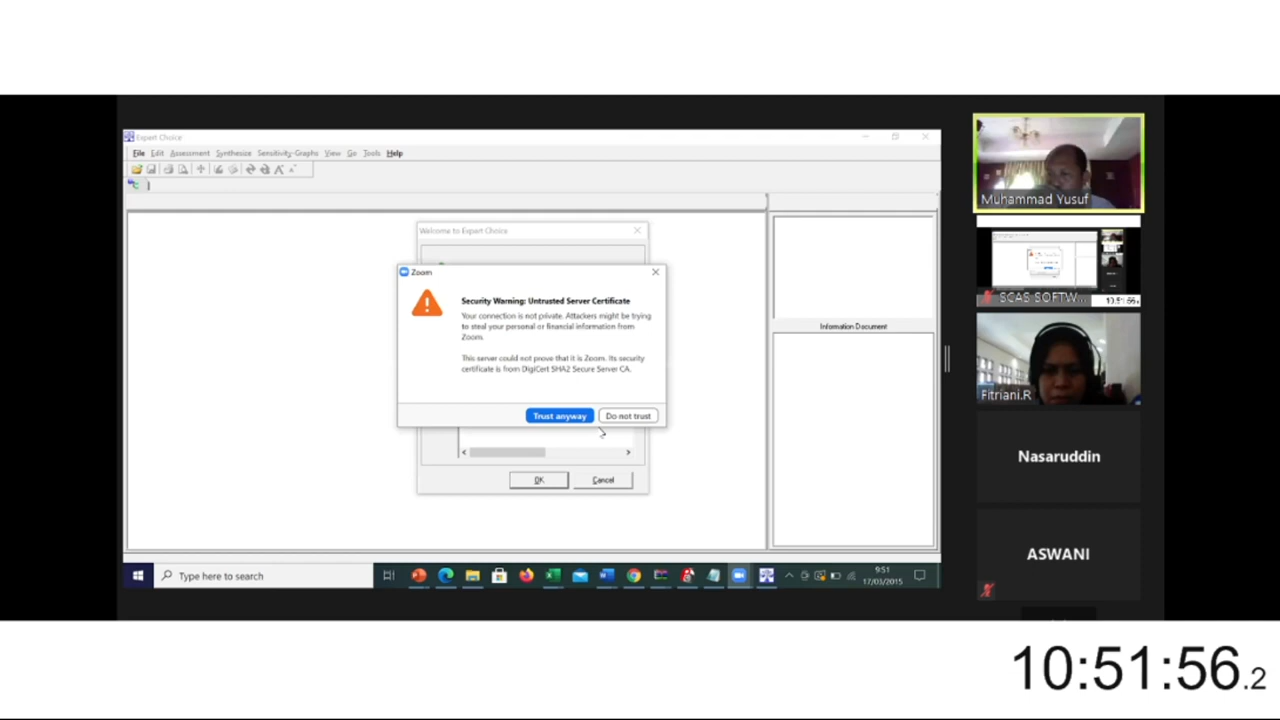 Expert Choice
File Edit Assessment Synthesize Sensitivity-Graphs View Go Tools Help
Welcome to Expert Choice
Zoom
Security Warning: Untrusted Server Certificate
Your connection is not private. Attackers might be trying
to steal your personal or financial information from
Zoom.
This server could not prove that it is Zoom. Its security
certificate is from DigiCert SHA2 Secure Server CA.
Trust anyway Do not trust
OK Cancel
Information Document
Type here to search
9:51
17/03/2015
Muhammad Yusuf
SCAS SOFTW...
10:51:56
Fitriani.R
Nasaruddin
ASWANI
10:51:56.2